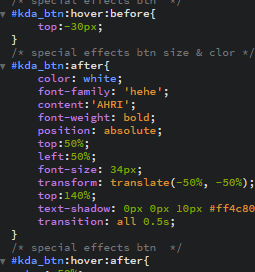 /* special effects btn */
#kda_btn:hover:before{
top:-30px;
}
/* special effects btn size & clor */
#kda_btn:after{
color: white;
font-family: 'hehe';
content:'AHRI';
font-weight: bold;
position: absolute;
top:50%;
left:50%;
font-size: 34px;
transform: translate(-50%, -50%);
top:140%;
text-shadow: 0px 0px 10px #ff4c80
transition: all 0.5s;
}
/* special effects btn */
#kda_btn:hover:after{